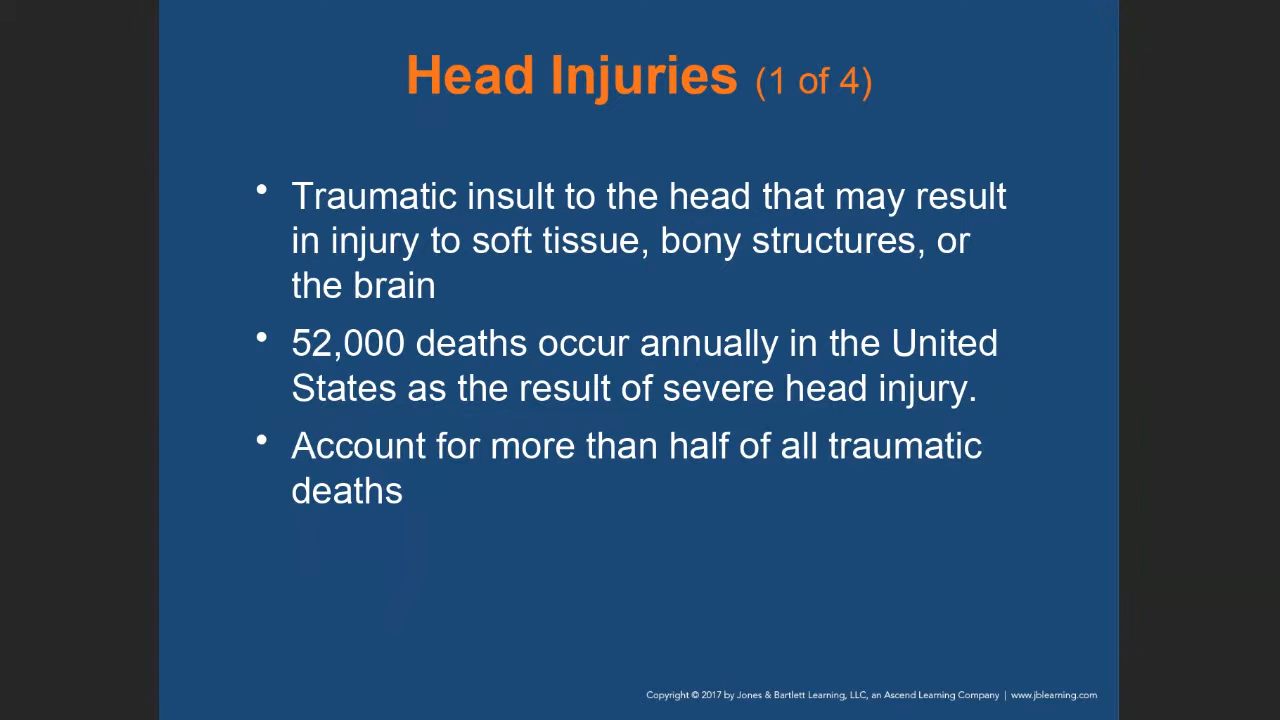 Head Injuries (1 of 4)
• Traumatic insult to the head that may result
in injury to soft tissue, bony structures, or
the brain
• 52,000 deaths occur annually in the United
States as the result of severe head injury.
• Account for more than half of all traumatic
deaths
Copyright © 2017 by Jones & Bartlett Learning, LLC, an Ascend Learning Company | www.jblearning.com